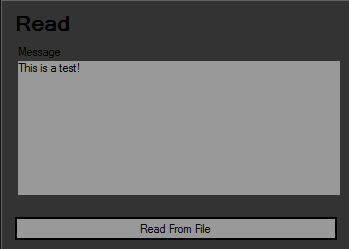 Read
Message
This is a test!
Read From File